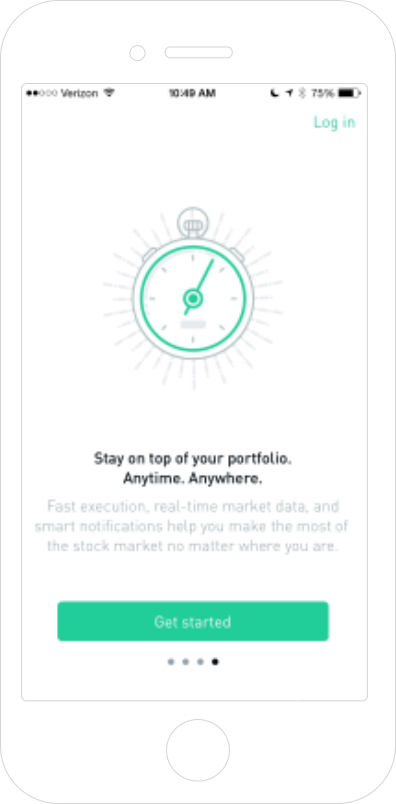 Verizon 10:49 AM 75%
Log in
Stay on top of your portfolio.
Anytime. Anywhere.
Fast execution, real-time market data, and
smart notifications help you make the most of
the stock market no matter where you are.
Get started